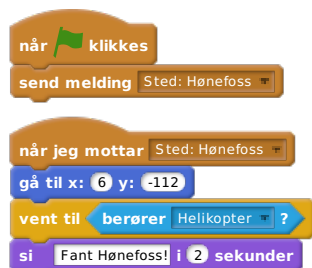 når klikkes
send melding Sted: Hønefoss
når jeg mottar Sted: Hønefoss
gå til x: 6 y: -112
vent til berører Helikopter ?
si Fant Hønefoss! i 2 sekunder